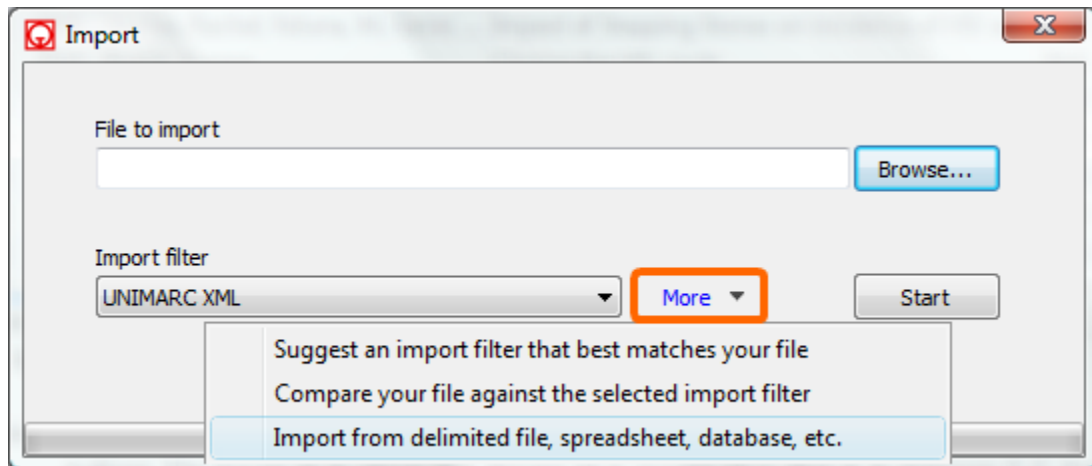 Import
X
File to import
Browse...
Import filter
UNIMARC XML
More
Start
Suggest an import filter that best matches your file
Compare your file against the selected import filter
Import from delimited file, spreadsheet, database, etc.